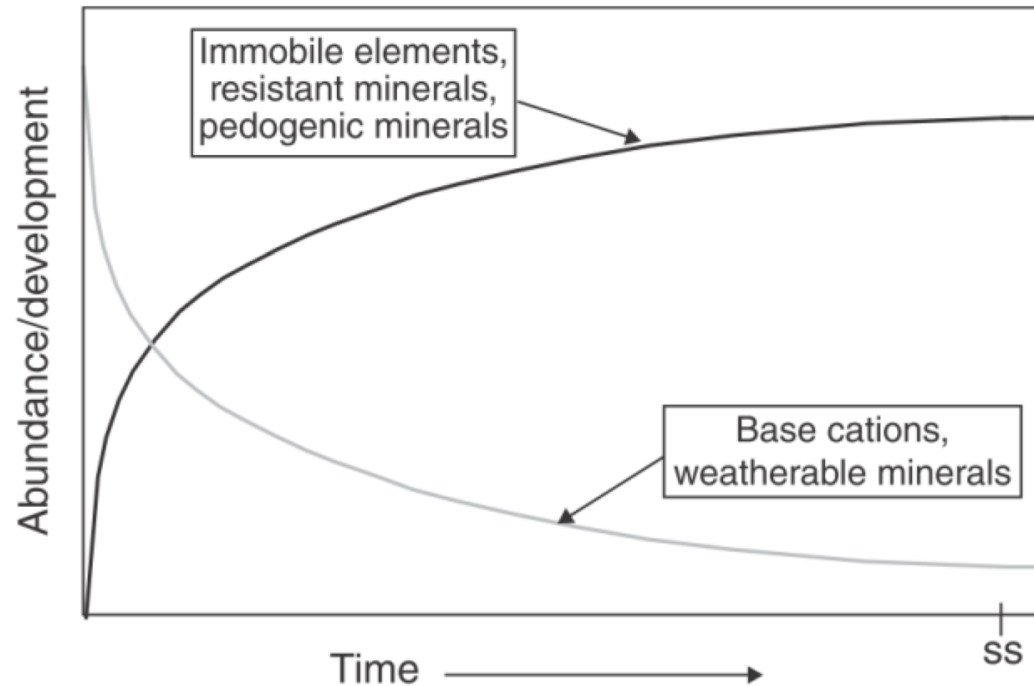 Abundance/development
Immobile elements,
resistant minerals,
pedogenic minerals
Base cations,
weatherable minerals
Time
ss